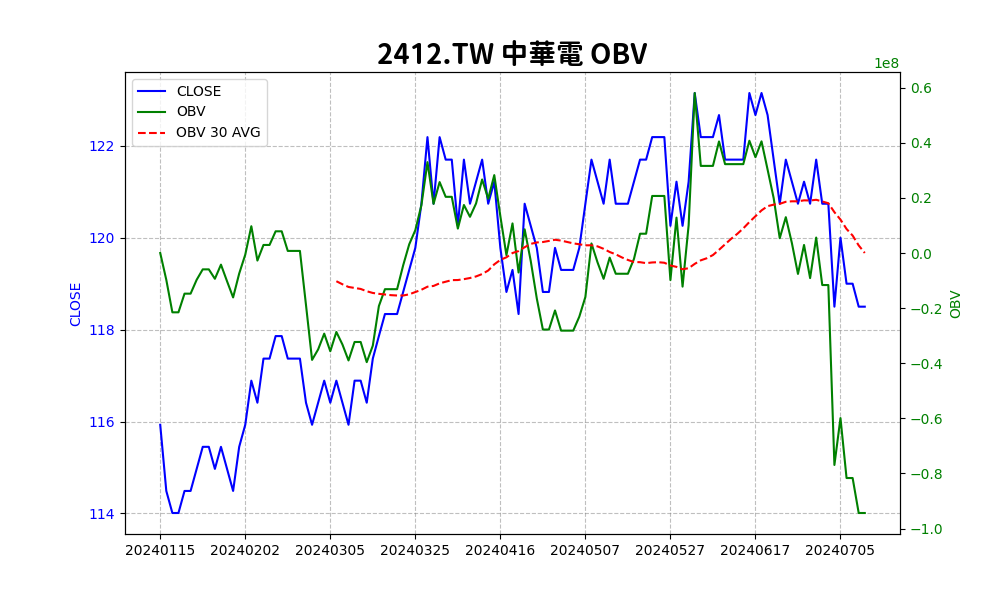 2412.TW 中華電 OBV
1e8
CLOSE
OBV
OBV 30 AVG
CLOSE
122
120
118
116
114
0.6
0.4
0.2
0.0
−0.2
−0.4
−0.6
−0.8
−1.0
OBV
20240115 20240202 20240305 20240325 20240416 20240507 20240527 20240617 20240705